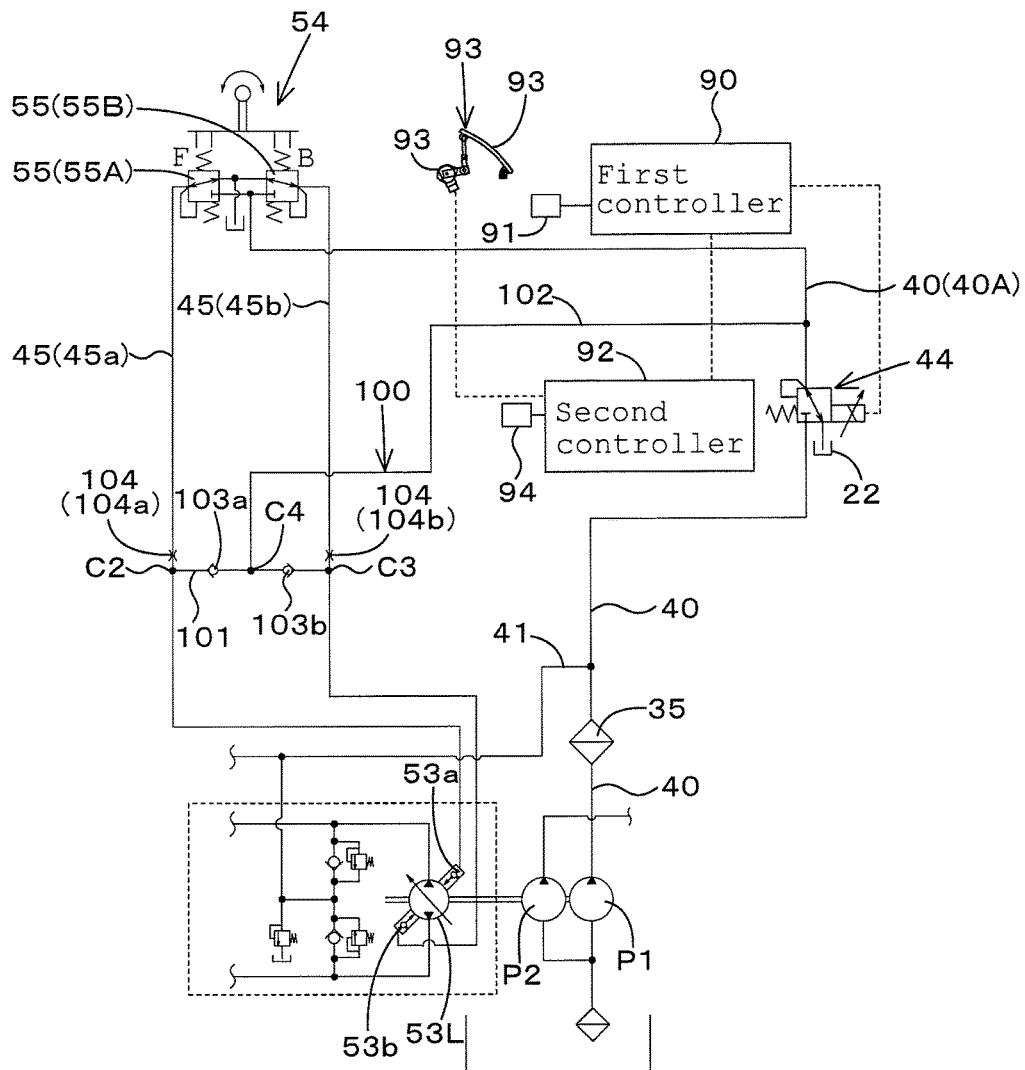 54
93
93
90
55(55B)
93
F
B
55(55A)
First
controller
91
40(40A)
45(45b)
102
45(45a)
92
44
100
Second
controller
94
22
104
(104a)
103a
C4
104
(104b)
C2
C3
101
103b
40
41
35
53a
40
P2
P1
53b
53L